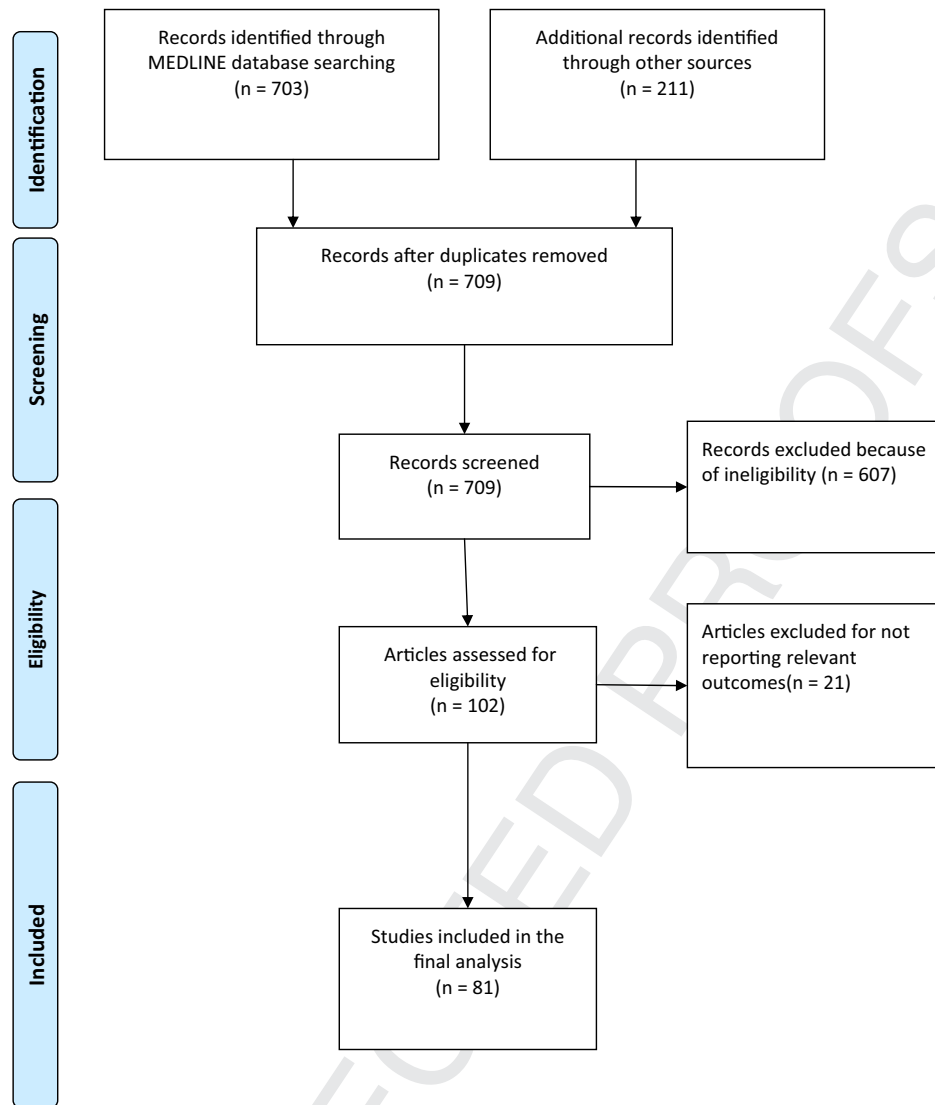 Identification
Records identified through
MEDLINE database searching
(n = 703)
Additional records identified
through other sources
(n = 211)
Screening
Records after duplicates removed
(n = 709)
Records screened
(n = 709)
Records excluded because
of ineligibility (n = 607)
Eligibility
Articles assessed for
eligibility
(n = 102)
Articles excluded for not
reporting relevant
outcomes(n = 21)
Included
Studies included in the
final analysis
(n = 81)